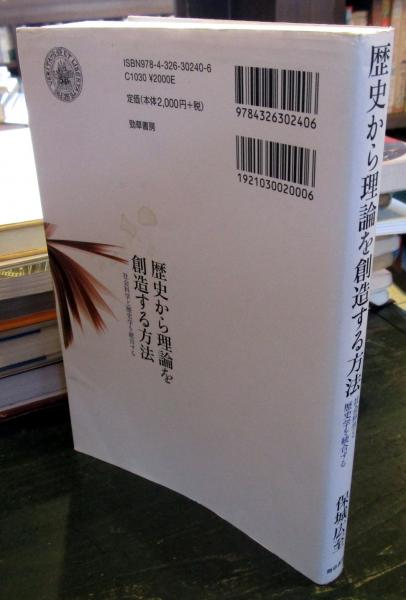 ISBN978-4-326-30240-6
C1030 ¥2000E
定価(本体2,000円+税)
勁草書房
9784326302406
1921030020006
歴史から理論を
創造する方法
社会科学と歴史学を統合する
歴史から理論を創造する方法
社会科学と
歴史学を統合する
保城広至